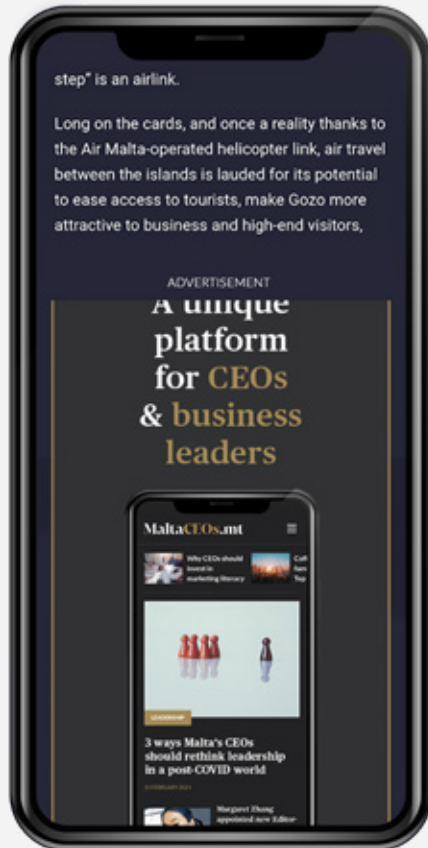 step” is an airlink.
Long on the cards, and once a reality thanks to
the Air Malta-operated helicopter link, air travel
between the islands is lauded for its potential
to ease access to tourists, make Gozo more
attractive to business and high-end visitors,
ADVERTISEMENT
A unique
platform
for CEOs
& business
leaders
MaltaCEOs.mt
Why CEOs should
invest in
marketing literacy
Top
LEADERSHIP
3 ways Malta's CEOs
should rethink leadership
in a post-COVID world
Margaret Zhang
appointed new Editor-